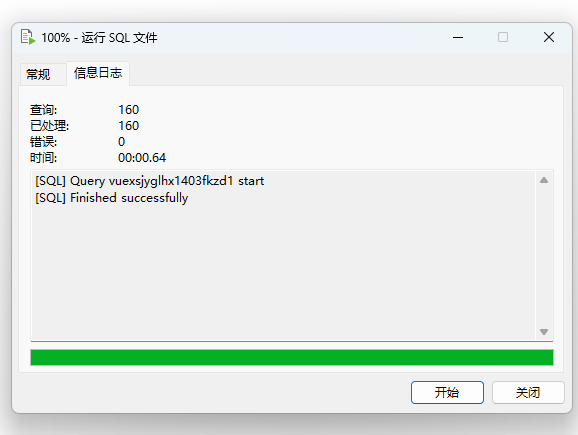 100% - 运行 SQL 文件
常规 信息日志
查询: 160
已处理: 160
错误: 0
时间: 00:00.64
[SQL] Query vuexsjyglhx1403fkzd1 start
[SQL] Finished successfully
开始 关闭